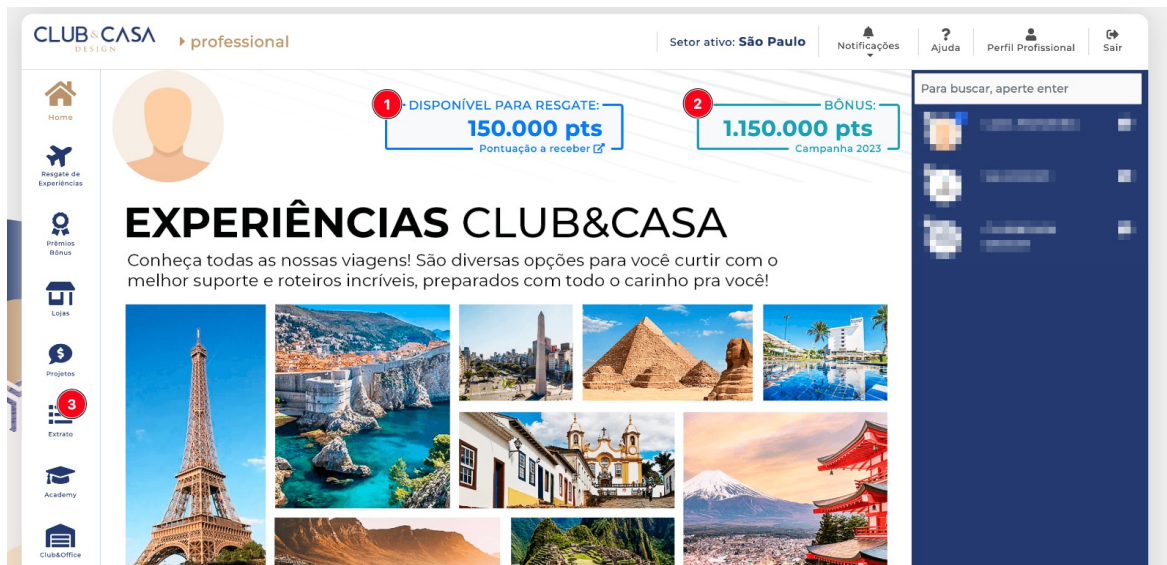 CLUB&CASA
DESIGN
professional
Setor ativo: São Paulo
Notificações
Ajuda
Perfil Profissional
Sair
Home
Resgate de
Experiências
Prêmios
Bônus
Lojas
Projetos
3
Extrato
Academy
Club&Office
1
DISPONÍVEL PARA RESGATE:
150.000 pts
Pontuação a receber
2
BÔNUS:
1.150.000 pts
Campanha 2023
EXPERIÊNCIAS CLUB&CASA
Conheça todas as nossas viagens! São diversas opções para você curtir com o
melhor suporte e roteiros incríveis, preparados com todo o carinho pra você!
Para buscar, aperte enter